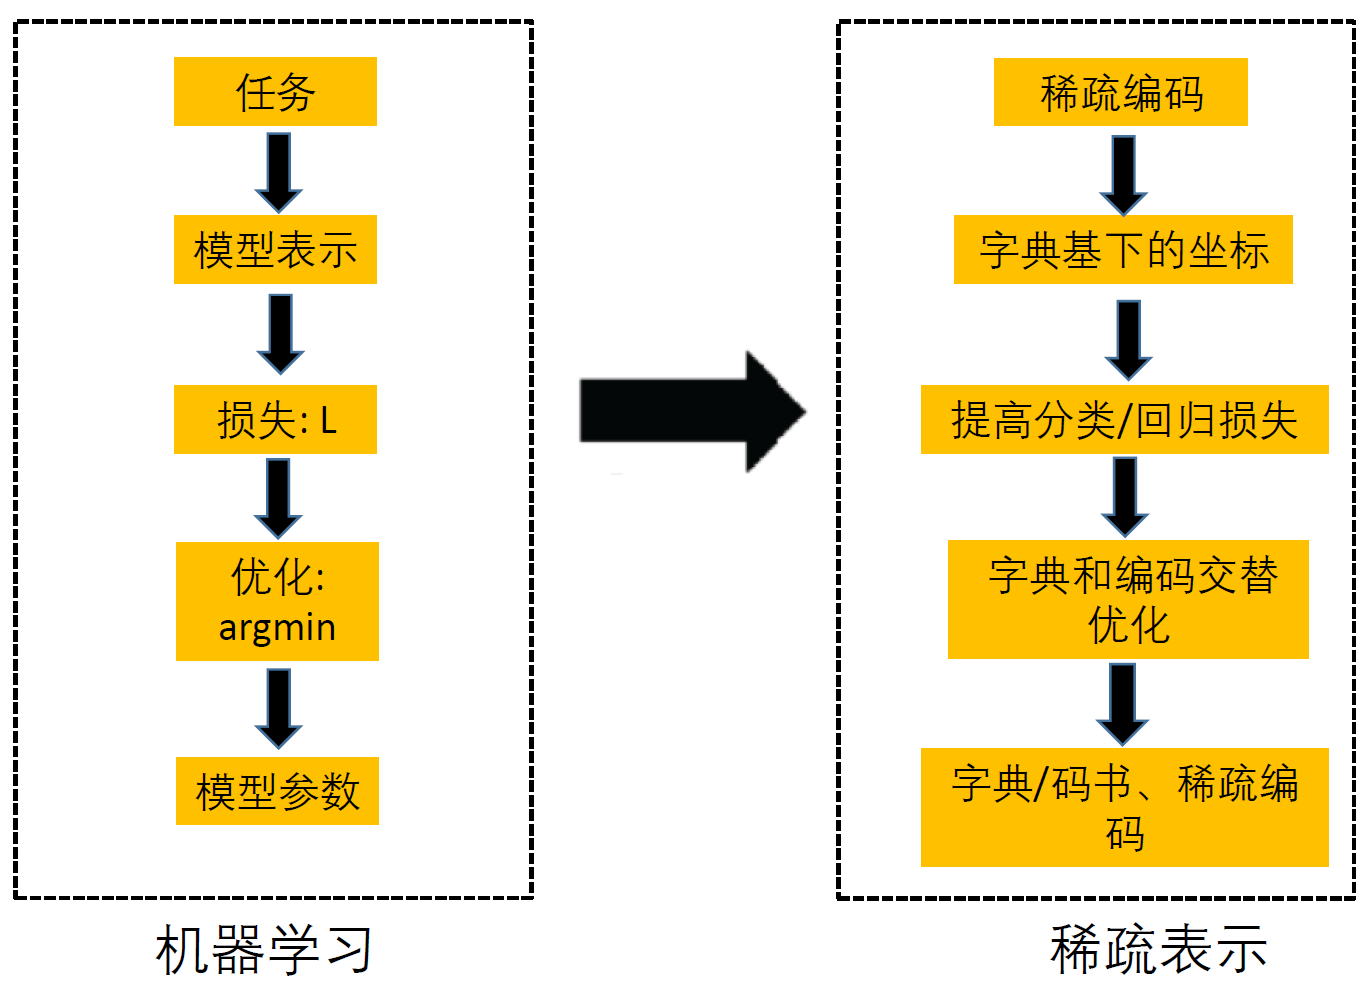 任务
模型表示
损失: L
优化:
argmin
模型参数
机器学习
稀疏编码
字典基下的坐标
提高分类/回归损失
字典和编码交替
优化
字典/码书、稀疏编
码
稀疏表示